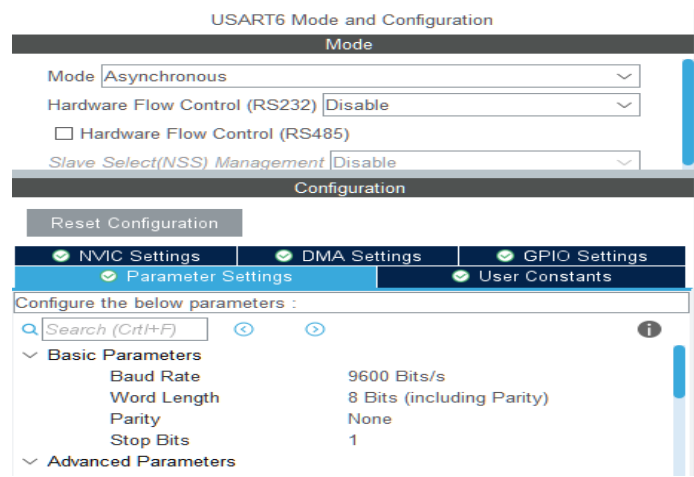 USART6 Mode and Configuration
Mode
Mode Asynchronous
Hardware Flow Control (RS232) Disable
Hardware Flow Control (RS485)
Slave Select(NSS) Management Disable
Configuration
Reset Configuration
NVIC Settings DMA Settings GPIO Settings
Parameter Settings User Constants
Configure the below parameters :
Search (CrtI+F)
Basic Parameters
Baud Rate 9600 Bits/s
Word Length 8 Bits (including Parity)
Parity None
Stop Bits 1
Advanced Parameters